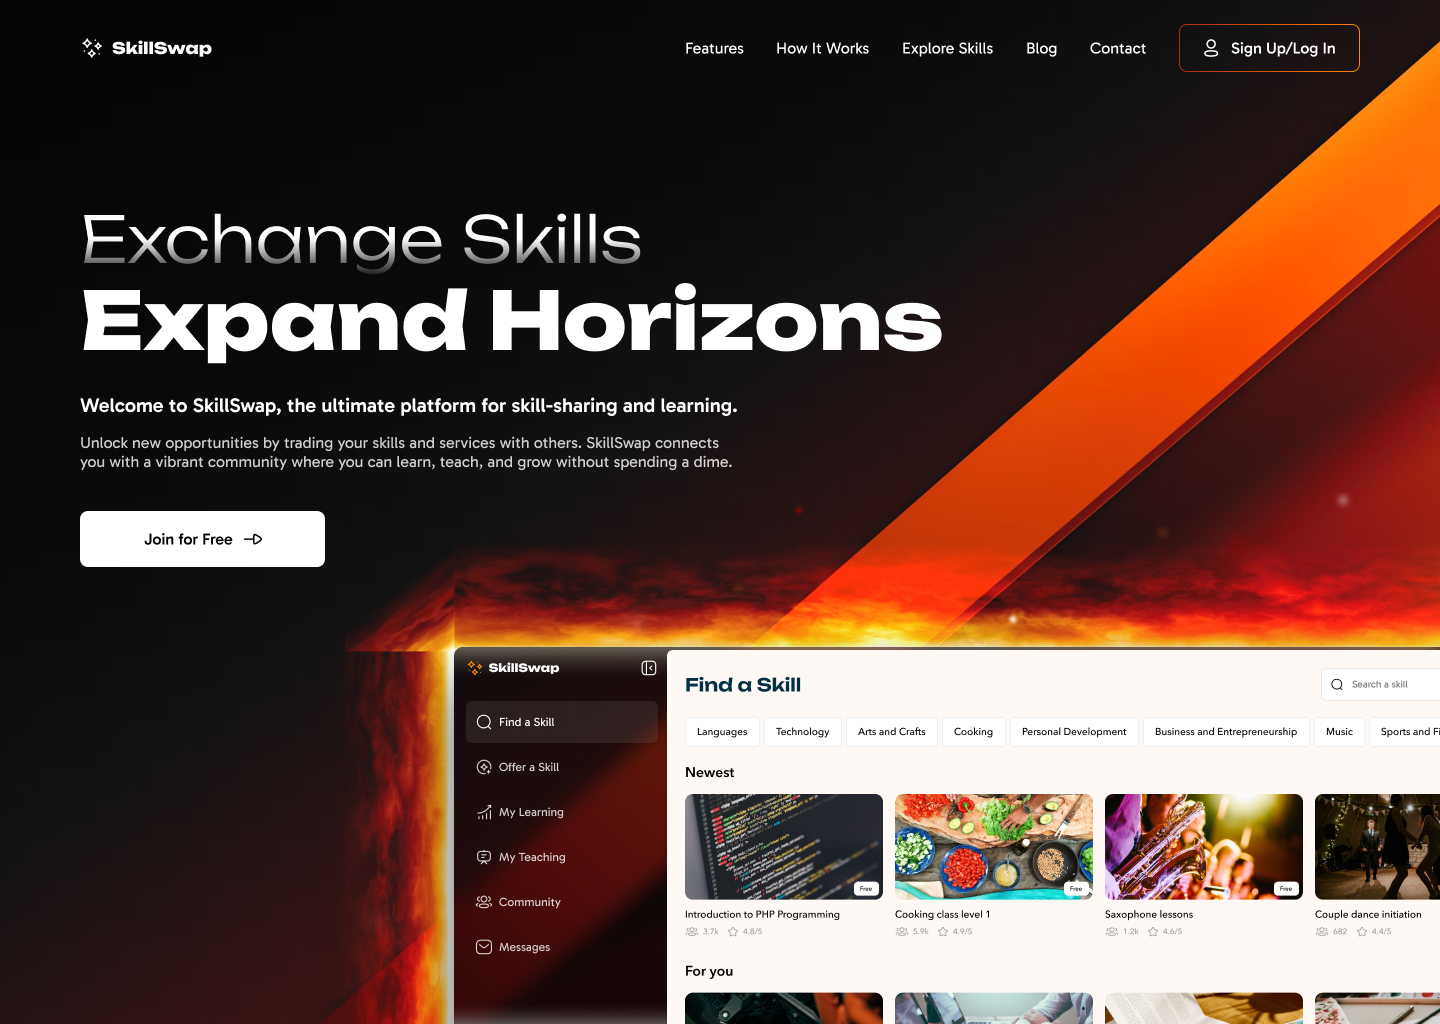 SkillSwap
Features
How It Works
Explore Skills
Blog
Contact
Sign Up/Log In
Exchange Skills
Expand Horizons
Welcome to SkillSwap, the ultimate platform for skill-sharing and learning.
Unlock new opportunities by trading your skills and services with others. SkillSwap connects
you with a vibrant community where you can learn, teach, and grow without spending a dime.
Join for Free
SkillSwap
Find a Skill
Offer a Skill
My Learning
My Teaching
Community
Messages
Find a Skill
Search a skill
Languages
Technology
Arts and Crafts
Cooking
Personal Development
Business and Entrepreneurship
Music
Sports and Fi
Newest
Free
Free
Free
Introduction to PHP Programming
3.7k
4.8/5
Cooking class level 1
5.9k
4.9/5
Saxophone lessons
1.2k
4.6/5
Couple dance initiation
682
4.4/5
For you